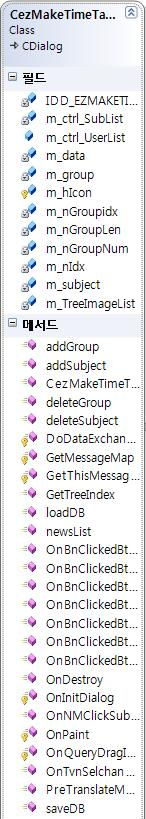 CezMakeTimeTa...
Class
CDialog
필드
IDD_EZMAKETI...
m_ctrl_SubList
m_ctrl_UserList
m_data
m_group
m_hIcon
m_nGroupidx
m_nGroupLen
m_nGroupNum
m_nIdx
m_subject
m_TreeImageList
메서드
addGroup
addSubject
CezMakeTimeT...
deleteGroup
deleteSubject
DoDataExchan...
GetMessageMap
GetThisMessag...
GetTreeIndex
loadDB
newsList
OnBnClickedBt...
OnBnClickedBt...
OnBnClickedBt...
OnBnClickedBt...
OnBnClickedBt...
OnBnClickedBt...
OnDestroy
OnInitDialog
OnNMClickSub...
OnPaint
OnQueryDragI...
OnTvnSelchan...
PreTranslateM...
saveDB